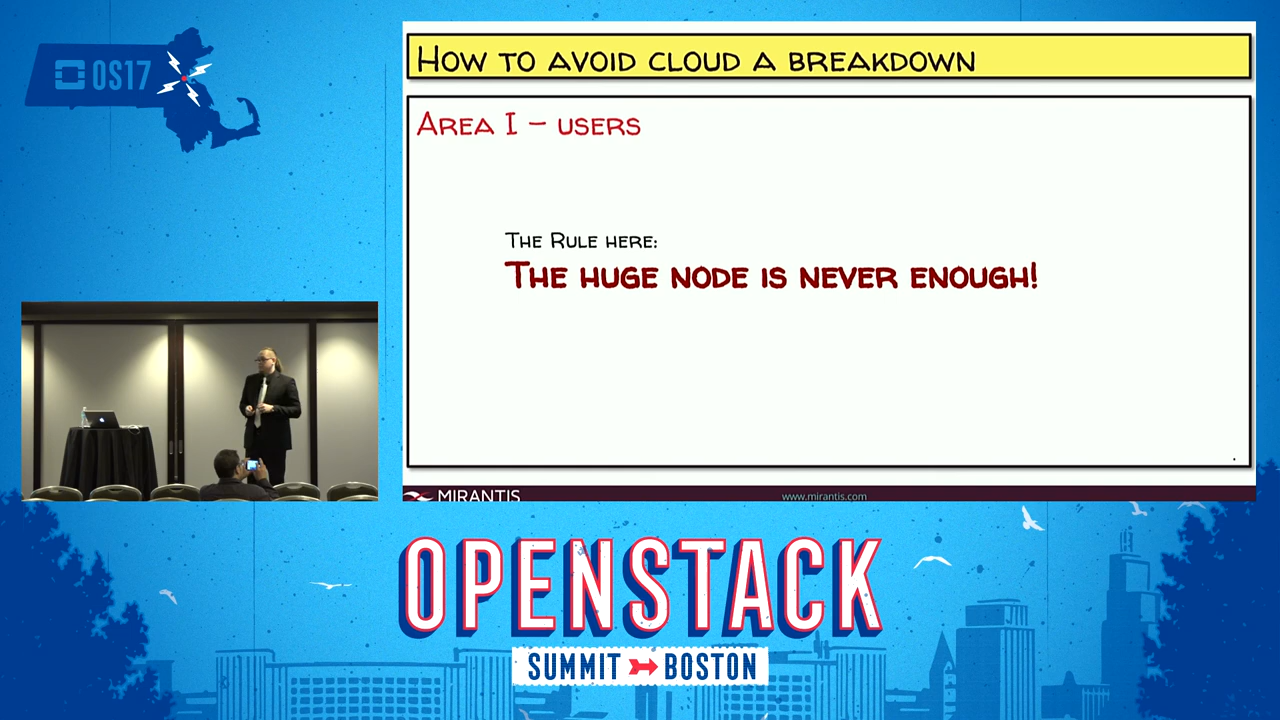 OS17
How to avoid cloud a breakdown
Area I – users
The Rule here:
The huge node is never enough!
MIRANTIS
www.mirantis.com
OPENSTACK
SUMMIT BOSTON